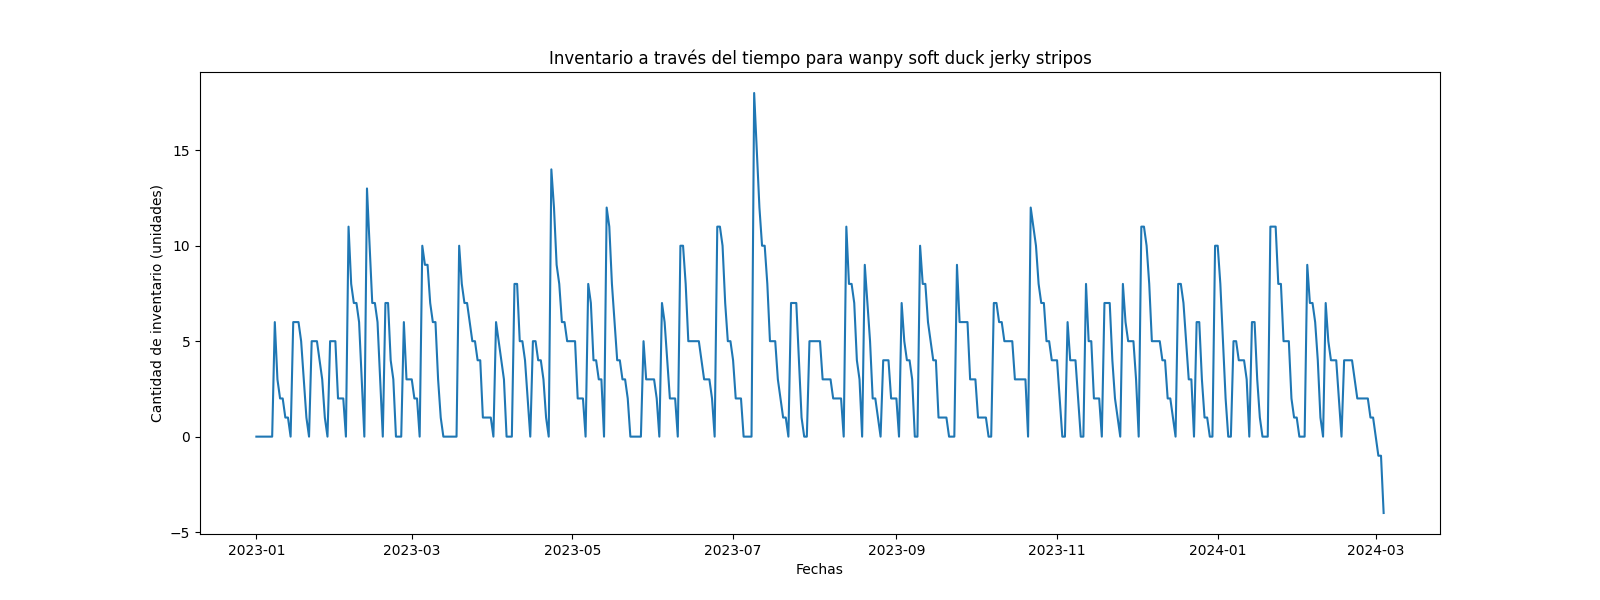 Inventario a través del tiempo para wanpy soft duck jerky stripos
Cantidad de inventario (unidades)
15
10
5
0
−5
2023-01 2023-03 2023-05 2023-07 2023-09 2023-11 2024-01 2024-03
Fechas